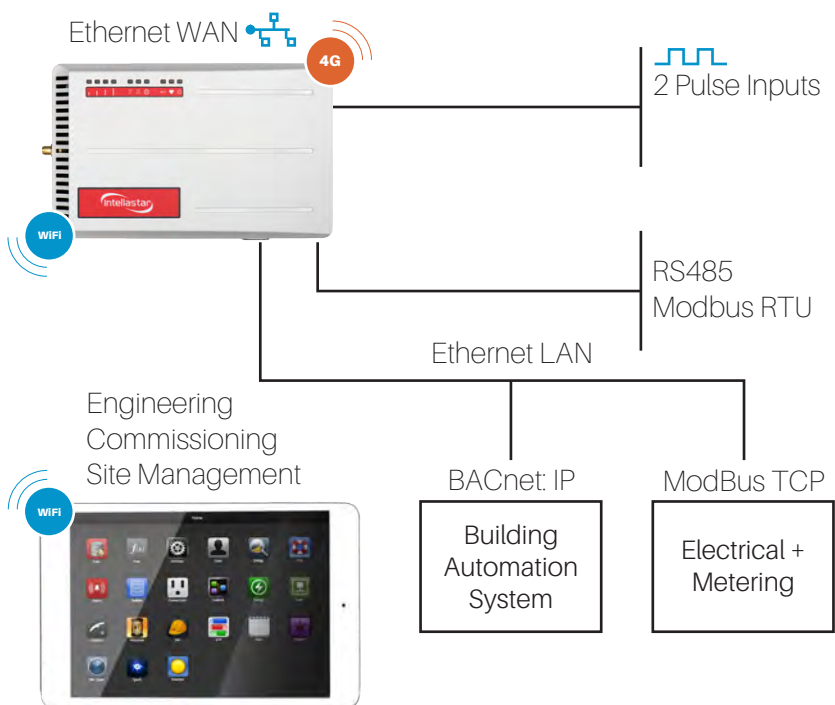 Ethernet WAN
4G
2 Pulse Inputs
intellastar
WiFi
RS485
Modbus RTU
Ethernet LAN
Engineering
Commissioning
Site Management
WiFi
BACnet: IP
ModBus TCP
Building
Automation
System
Electrical +
Metering